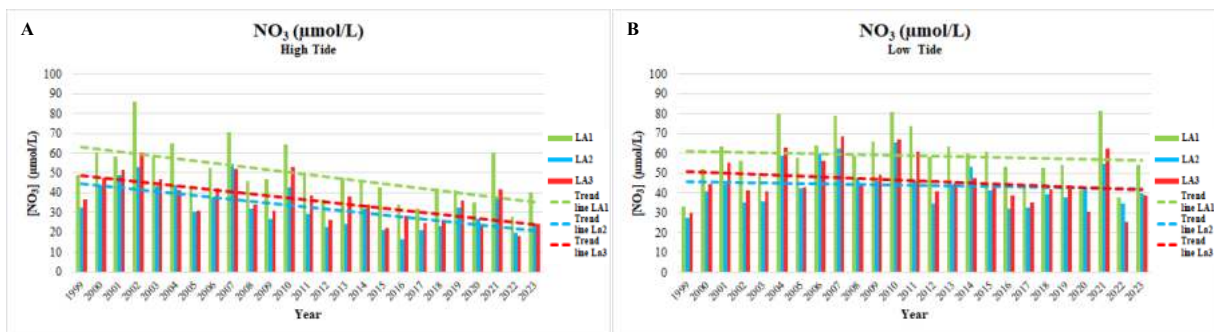 A
NO₃ (µmol/L)
High Tide
[NO₃] (µmol/L)
100
90
80
70
60
50
40
30
20
10
0
1999
2000
2001
2002
2003
2004
2005
2006
2007
2008
2009
2010
2011
2012
2013
2014
2015
2016
2017
2018
2019
2020
2021
2022
2023
Year
LA1
LA2
LA3
Trend
line LA1
Trend
line La2
Trend
line La3
B
NO₃ (µmol/L)
Low Tide
[NO₃] (µmol/L)
100
90
80
70
60
50
40
30
20
10
0
1999
2000
2001
2002
2003
2004
2005
2006
2007
2008
2009
2010
2011
2012
2013
2014
2015
2016
2017
2018
2019
2020
2021
2022
2023
Year
LA1
LA2
LA3
Trend
line LA1
Trend
line La2
Trend
line La3